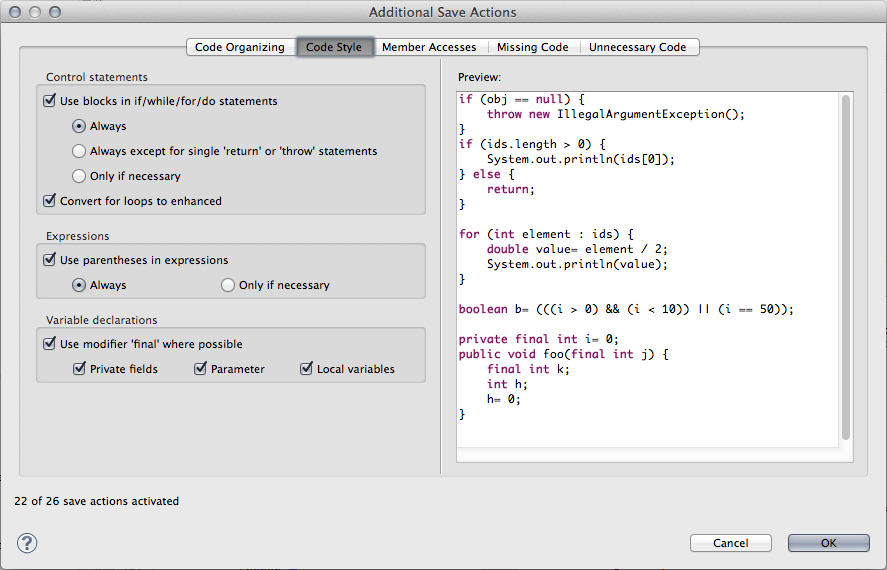 Additional Save Actions
Code Organizing Code Style Member Accesses Missing Code Unnecessary Code
Control statements
Use blocks in if/while/for/do statements
Always
Always except for single 'return' or 'throw' statements
Only if necessary
Convert for loops to enhanced
Expressions
Use parentheses in expressions
Always Only if necessary
Variable declarations
Use modifier 'final' where possible
Private fields Parameter Local variables
Preview:
if (obj == null) {
    throw new IllegalArgumentException();
}
if (ids.length > 0) {
    System.out.println(ids[0]);
} else {
    return;
}

for (int element : ids) {
    double value= element / 2;
    System.out.println(value);
}

boolean b= (((i > 0) && (i < 10)) || (i == 50));

private final int i= 0;
public void foo(final int j) {
    final int k;
    int h;
    h= 0;
}
22 of 26 save actions activated
?
Cancel OK